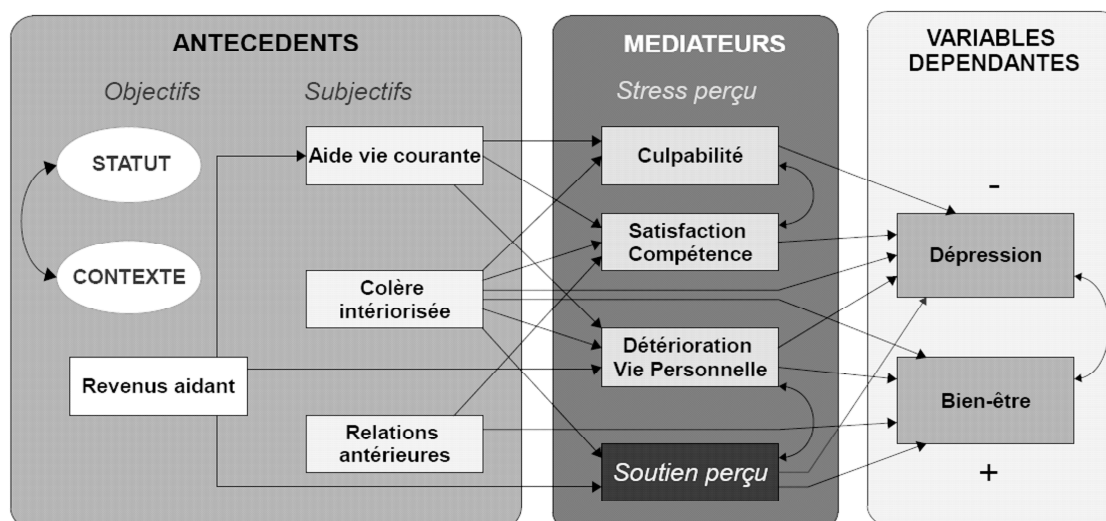 ANTECEDENTS
Objectifs
Subjectifs
STATUT
CONTEXTE
Revenus aidant
Aide vie courante
Colère
intériorisée
Relations
antérieures
MEDIATEURS
Stress perçu
Culpabilité
Satisfaction
Compétence
Détérioration
Vie Personnelle
Soutien perçu
VARIABLES
DEPENDANTES
-
Dépression
Bien-être
+